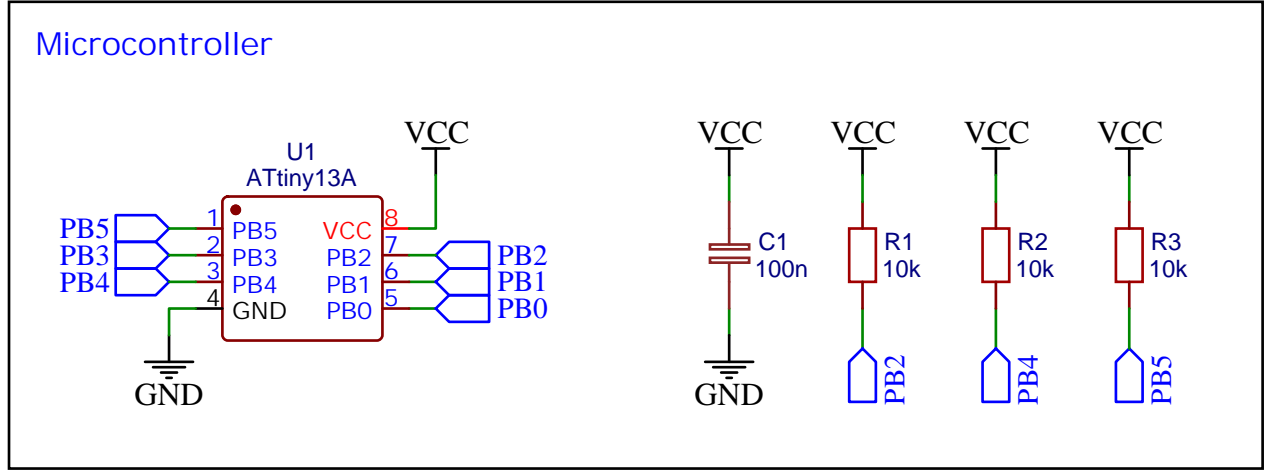 Microcontroller
U1
ATtiny13A
VCC
PB5 1 PB5 VCC 8
PB3 2 PB3 PB2 7 PB2
PB4 3 PB4 PB1 6 PB1
4 GND PB0 5 PB0
GND
VCC
C1
100n
GND
VCC
R1
10k
PB2
VCC
R2
10k
PB4
VCC
R3
10k
PB5